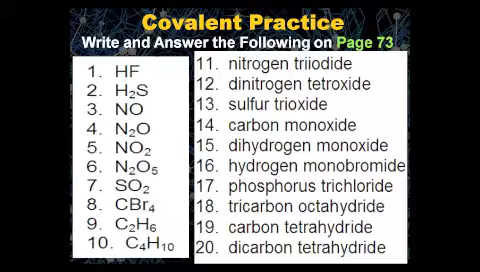 Covalent Practice
Write and Answer the Following on Page 73
1. HF
2. H₂S
3. NO
4. N₂O
5. NO₂
6. N₂O₅
7. SO₂
8. CBr₄
9. C₂H₆
10. C₄H₁₀
11. nitrogen triiodide
12. dinitrogen tetroxide
13. sulfur trioxide
14. carbon monoxide
15. dihydrogen monoxide
16. hydrogen monobromide
17. phosphorus trichloride
18. tricarbon octahydride
19. carbon tetrahydride
20. dicarbon tetrahydride